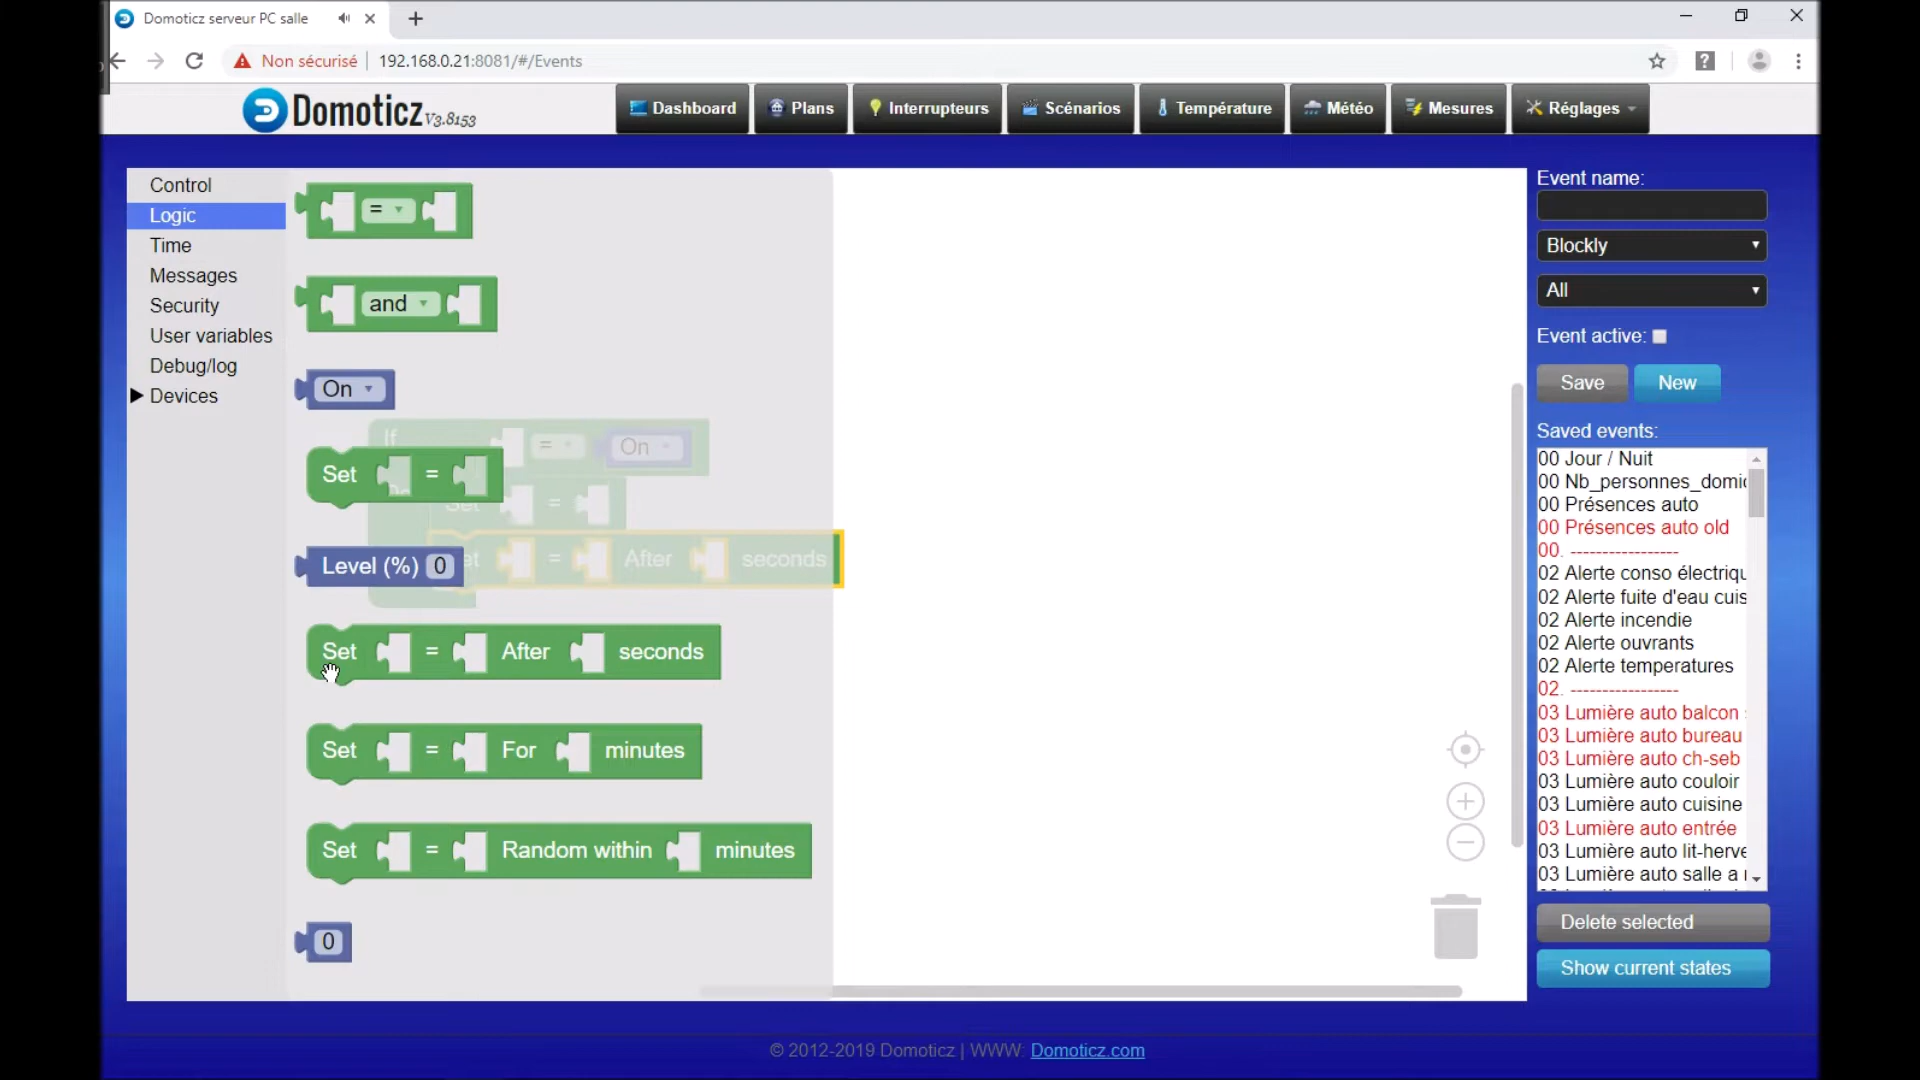 Domoticz serveur PC salle
Non sécurisé
192.168.0.21:8081/#/Events
Domoticz V3.8153
Dashboard
Plans
Interrupteurs
Scénarios
Température
Météo
Mesures
Réglages
Control
Logic
Time
Messages
Security
User variables
Debug/log
Devices
=
and
On
If = On
Set =
Set =
Level (%) 0
= After seconds
Set = After seconds
Set = For minutes
Set = Random within minutes
0
Event name:
Blockly
All
Event active:
Save
New
Saved events:
00 Jour / Nuit
00 Nb_personnes_domi
00 Présences auto
00 Présences auto old
00. -----------------
02 Alerte conso électriqu
02 Alerte fuite d'eau cuis
02 Alerte incendie
02 Alerte ouvrants
02 Alerte temperatures
02. -----------------
03 Lumière auto balcon
03 Lumière auto bureau
03 Lumière auto ch-seb
03 Lumière auto couloir
03 Lumière auto cuisine
03 Lumière auto entrée
03 Lumière auto lit-herve
03 Lumière auto salle a
Delete selected
Show current states
© 2012-2019 Domoticz | WWW: Domoticz.com